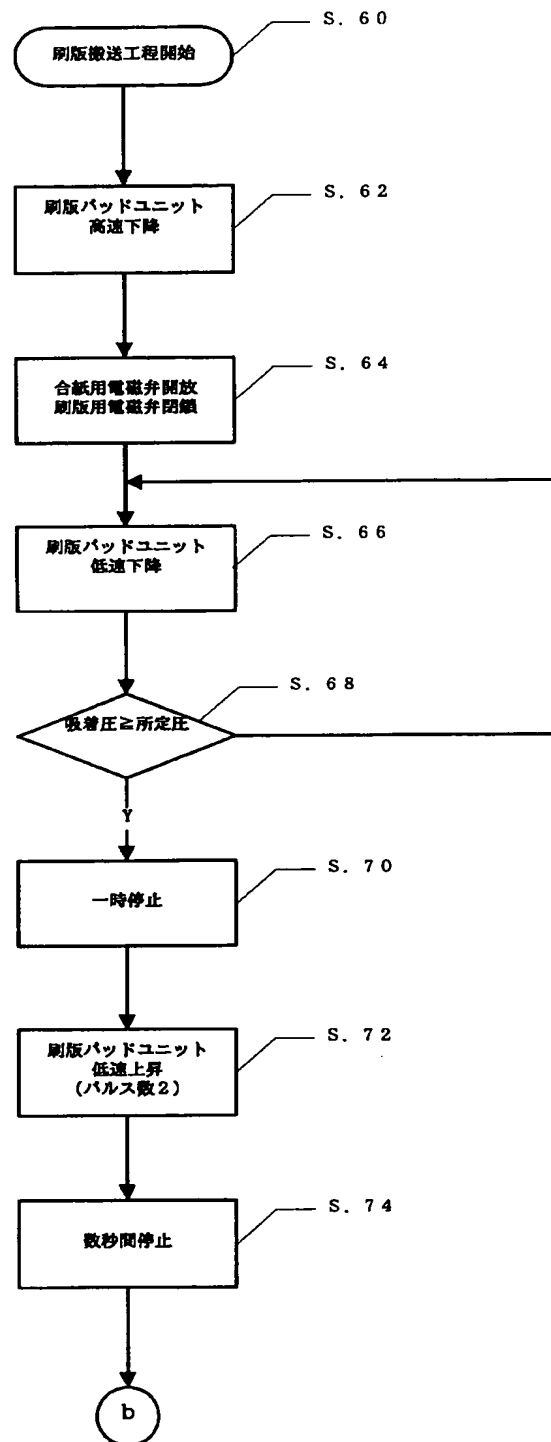 S.60
刷版搬送工程開始
S.62
刷版パッドユニット
高速下降
S.64
合紙用電磁弁開放
刷版用電磁弁閉鎖
S.66
刷版パッドユニット
低速下降
S.68
吸着圧≧所定圧
Y
S.70
一時停止
S.72
刷版パッドユニット
低速上昇
(パルス数2)
S.74
数秒間停止
b